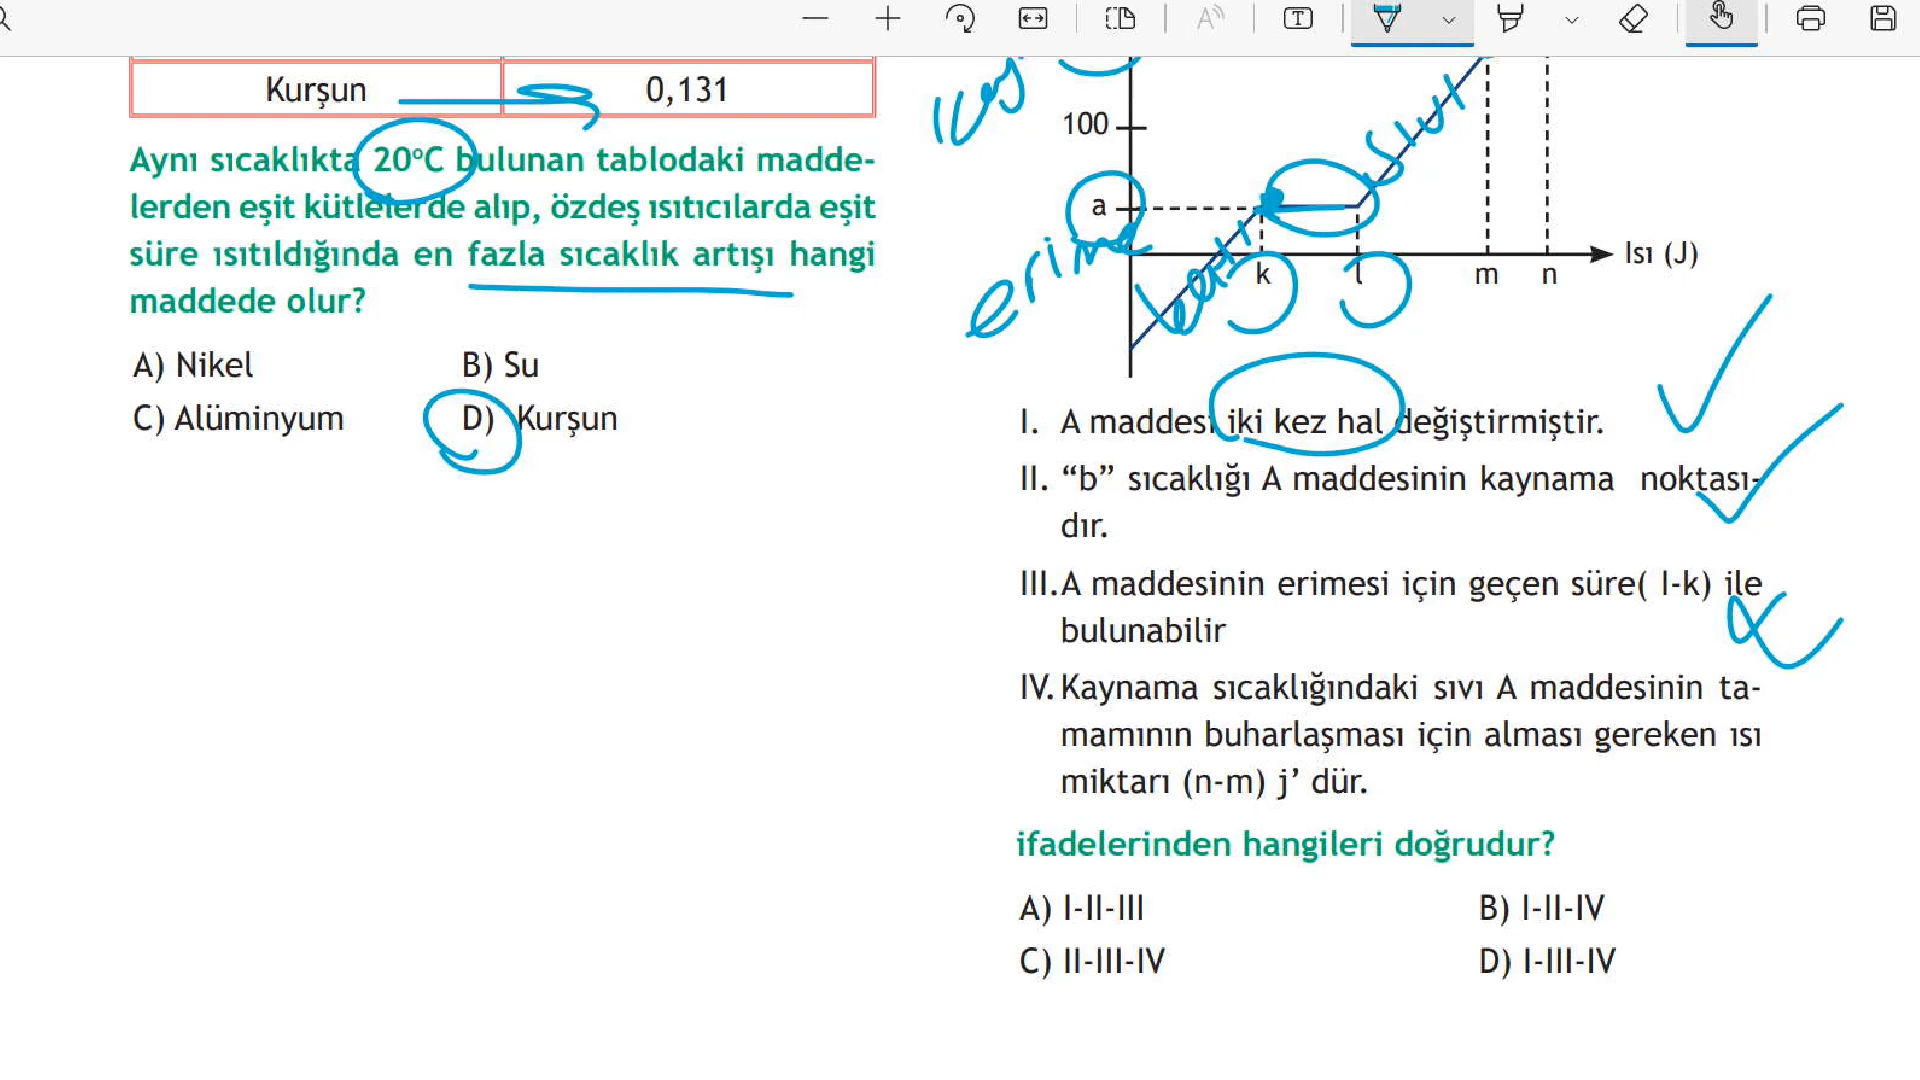 Kurşun 0,131
Aynı sıcaklıkta 20°C bulunan tablodaki madde-
lerden eşit kütlelerde alıp, özdeş ısıtıcılarda eşit
süre ısıtıldığında en fazla sıcaklık artışı hangi
maddede olur?
A) Nikel B) Su
C) Alüminyum D) Kurşun
100
a
erime
k l m n
Isı (J)
katı
sıvı
I. A maddesi iki kez hal değiştirmiştir.
II. “b” sıcaklığı A maddesinin kaynama noktası-
dır.
III.A maddesinin erimesi için geçen süre( l-k) ile
bulunabilir
IV. Kaynama sıcaklığındaki sıvı A maddesinin ta-
mamının buharlaşması için alması gereken ısı
miktarı (n-m) j’ dür.
ifadelerinden hangileri doğrudur?
A) I-II-III B) I-II-IV
C) II-III-IV D) I-III-IV